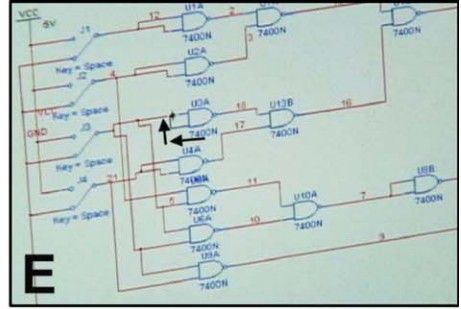 VCC
5V
J1
Key = Space
12
U1A
7400N
2
7400N
J2
Key = Space
4
U2A
7400N
3
VCC
GND
J3
Key = Space
U3A
7400N
18
U13B
7400N
16
J4
Key = Space
21
U4A
17
7400N
5
11
U6A
7400N
10
U10A
7400N
7
U8B
7400N
U9A
7400N
9
7400N
E